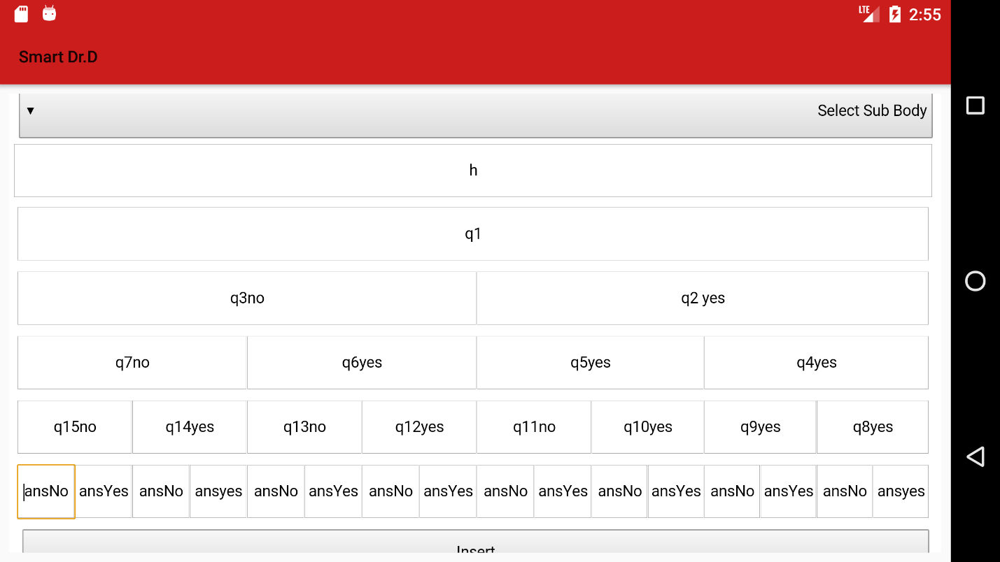 LTE 2:55
Smart Dr.D
▼ Select Sub Body
h
q1
q3no q2 yes
q7no q6yes q5yes q4yes
q15no q14yes q13no q12yes q11no q10yes q9yes q8yes
ansNo ansYes ansNo ansyes ansNo ansYes ansNo ansYes ansNo ansYes ansNo ansYes ansNo ansYes ansNo ansyes
Insert